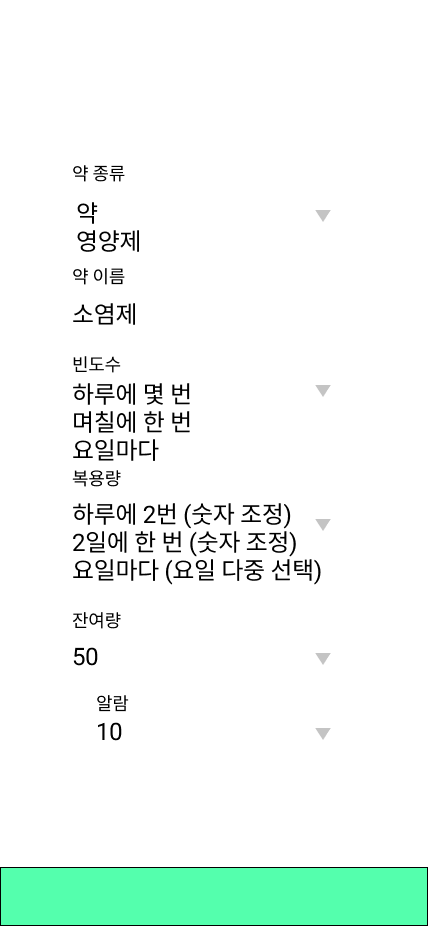 약 종류
약
영양제
약 이름
소염제
빈도수
하루에 몇 번
며칠에 한 번
요일마다
복용량
하루에 2번 (숫자 조정)
2일에 한 번 (숫자 조정)
요일마다 (요일 다중 선택)
잔여량
50
알람
10